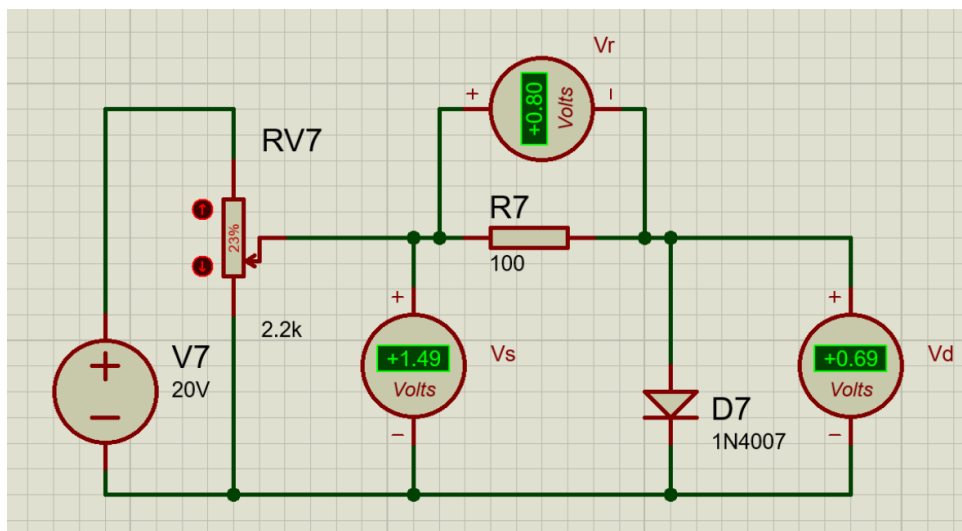 Vr
+
+0.80
Volts
−
RV7
23%
2.2k
R7
100
V7
20V
+
−
+
+1.49
Volts
−
Vs
D7
1N4007
+
+0.69
Volts
−
Vd